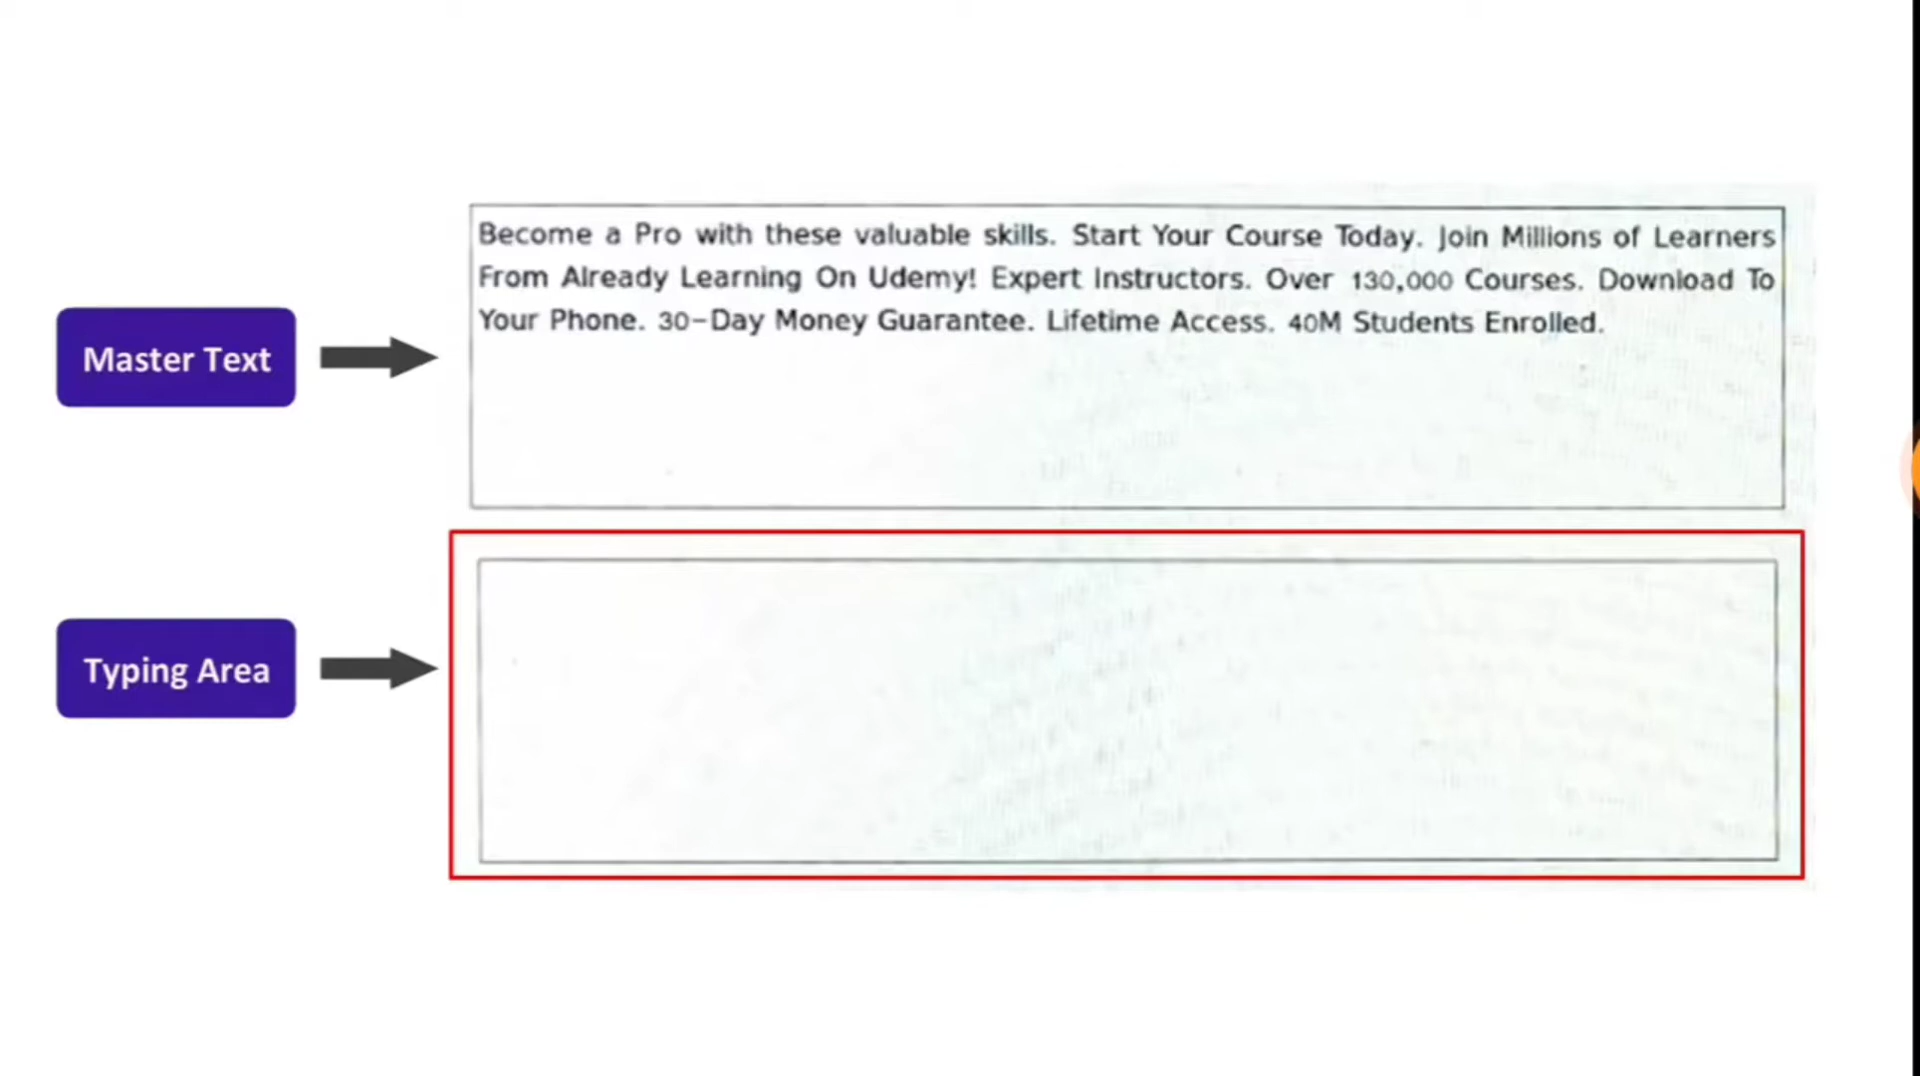 Become a Pro with these valuable skills. Start Your Course Today. Join Millions of Learners
From Already Learning On Udemy! Expert Instructors. Over 130,000 Courses. Download To
Your Phone. 30-Day Money Guarantee. Lifetime Access. 40M Students Enrolled.
Master Text
Typing Area